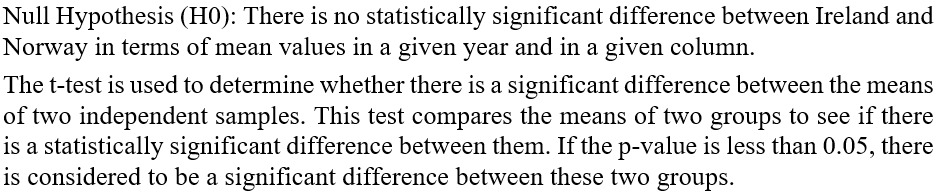 Null Hypothesis (H0): There is no statistically significant difference between Ireland and
Norway in terms of mean values in a given year and in a given column.
The t-test is used to determine whether there is a significant difference between the means
of two independent samples. This test compares the means of two groups to see if there
is a statistically significant difference between them. If the p-value is less than 0.05, there
is considered to be a significant difference between these two groups.